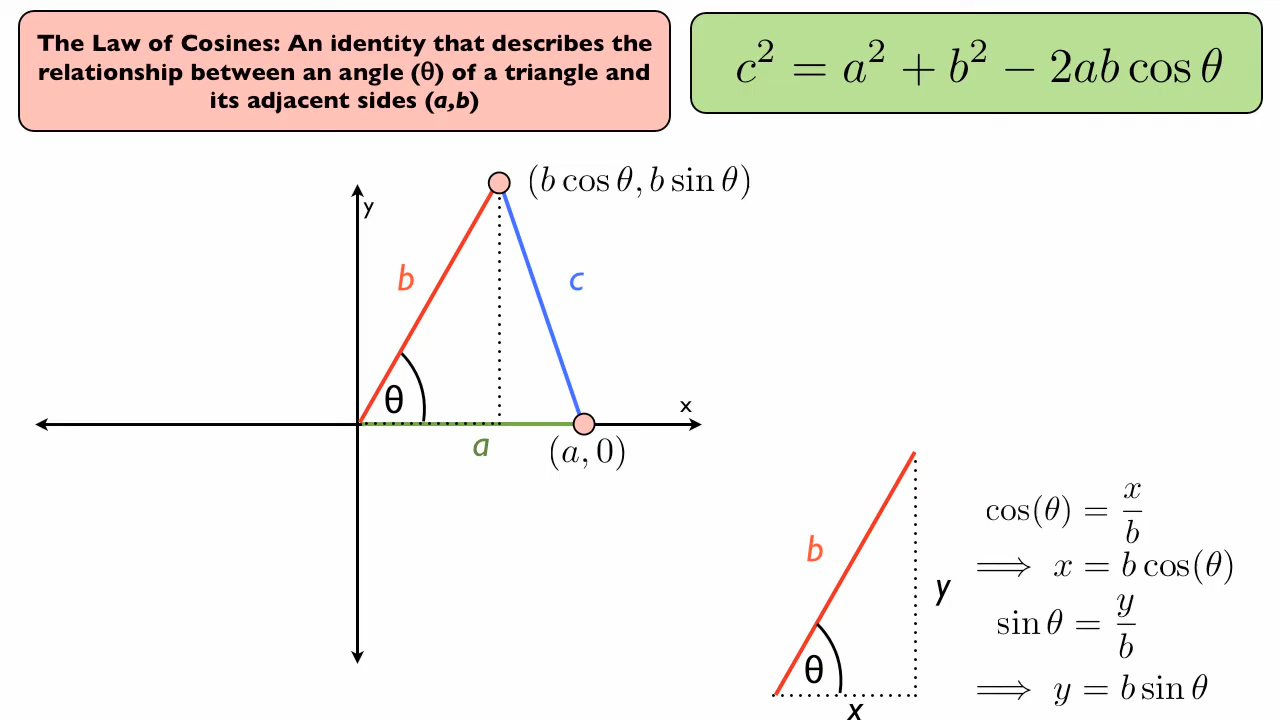 The Law of Cosines: An identity that describes the
relationship between an angle (θ) of a triangle and
its adjacent sides (a,b)
c² = a² + b² − 2ab cos θ
(b cos θ, b sin θ)
y
b
c
θ
x
a
(a, 0)
b
y
θ
x
cos(θ) = x/b
⟹ x = b cos(θ)
sin θ = y/b
⟹ y = b sin θ